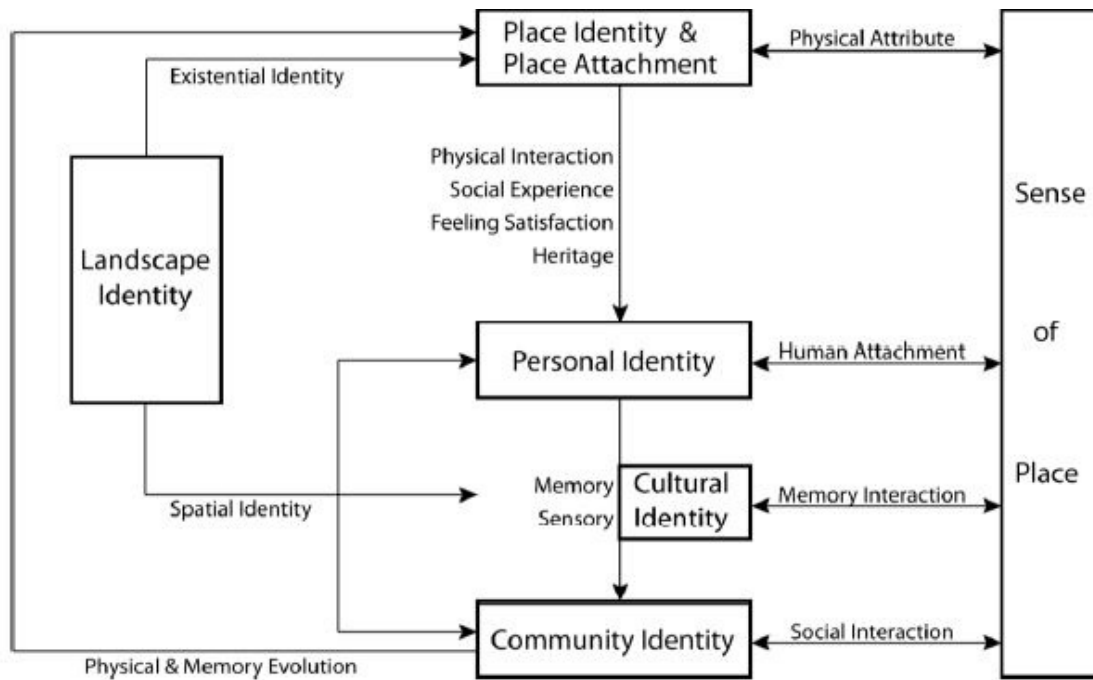 Place Identity &
Place Attachment
Physical Attribute
Existential Identity
Physical Interaction
Social Experience
Feeling Satisfaction
Heritage
Landscape
Identity
Sense
of
Place
Personal Identity
Human Attachment
Spatial Identity
Memory
Sensory
Cultural
Identity
Memory Interaction
Community Identity
Social Interaction
Physical & Memory Evolution